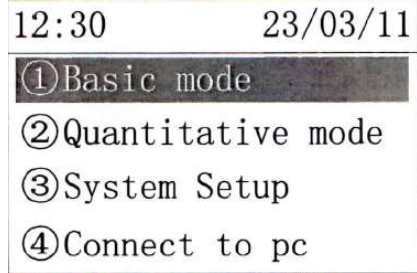 12:30 23/03/11
①Basic mode
②Quantitative mode
③System Setup
④Connect to pc